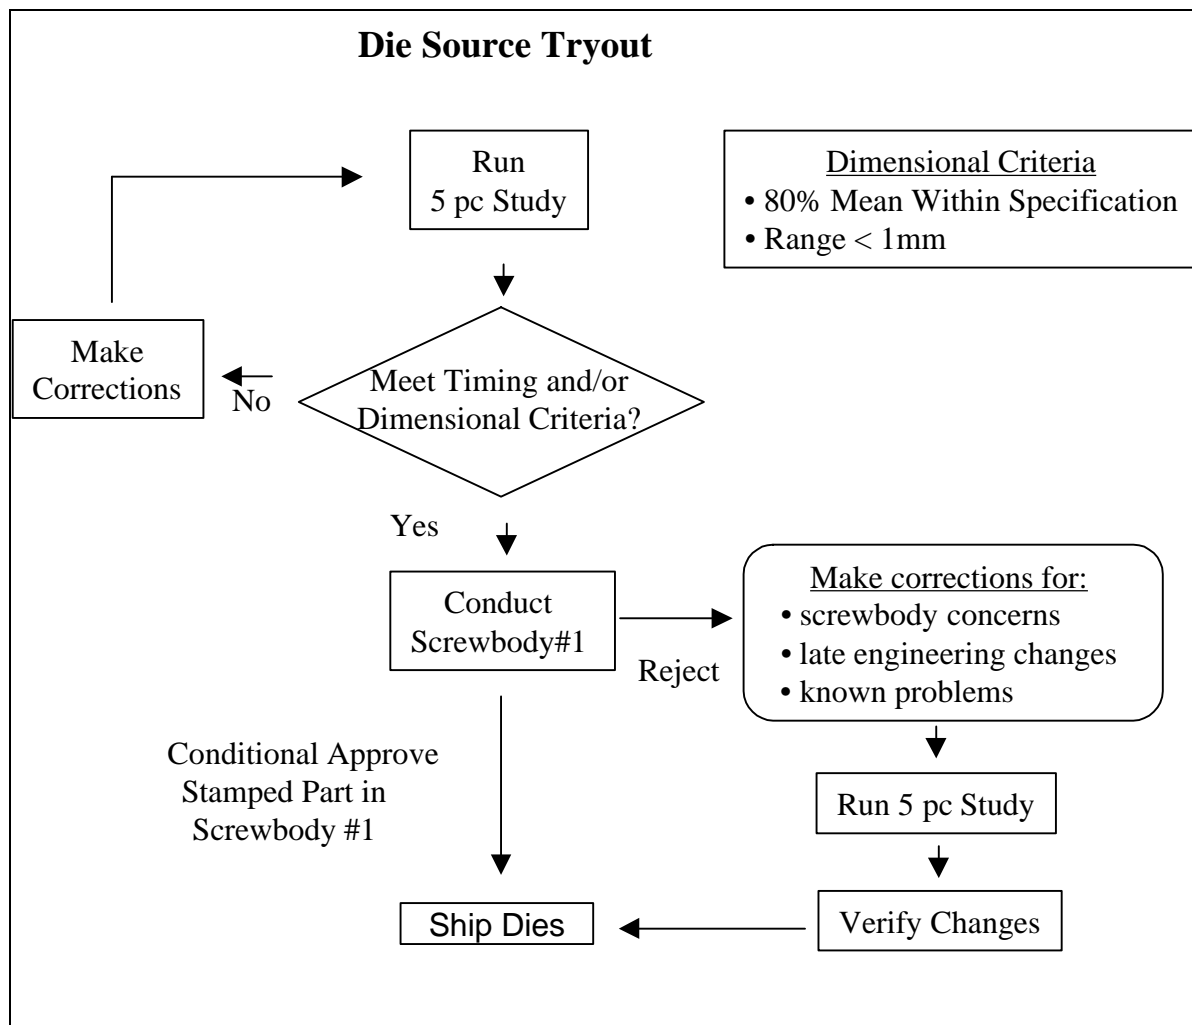 Die Source Tryout
Run
5 pc Study
Dimensional Criteria
• 80% Mean Within Specification
• Range < 1mm
Make
Corrections
No
Meet Timing and/or
Dimensional Criteria?
Yes
Conduct
Screwbody#1
Reject
Make corrections for:
• screwbody concerns
• late engineering changes
• known problems
Conditional Approve
Stamped Part in
Screwbody #1
Run 5 pc Study
Ship Dies
Verify Changes